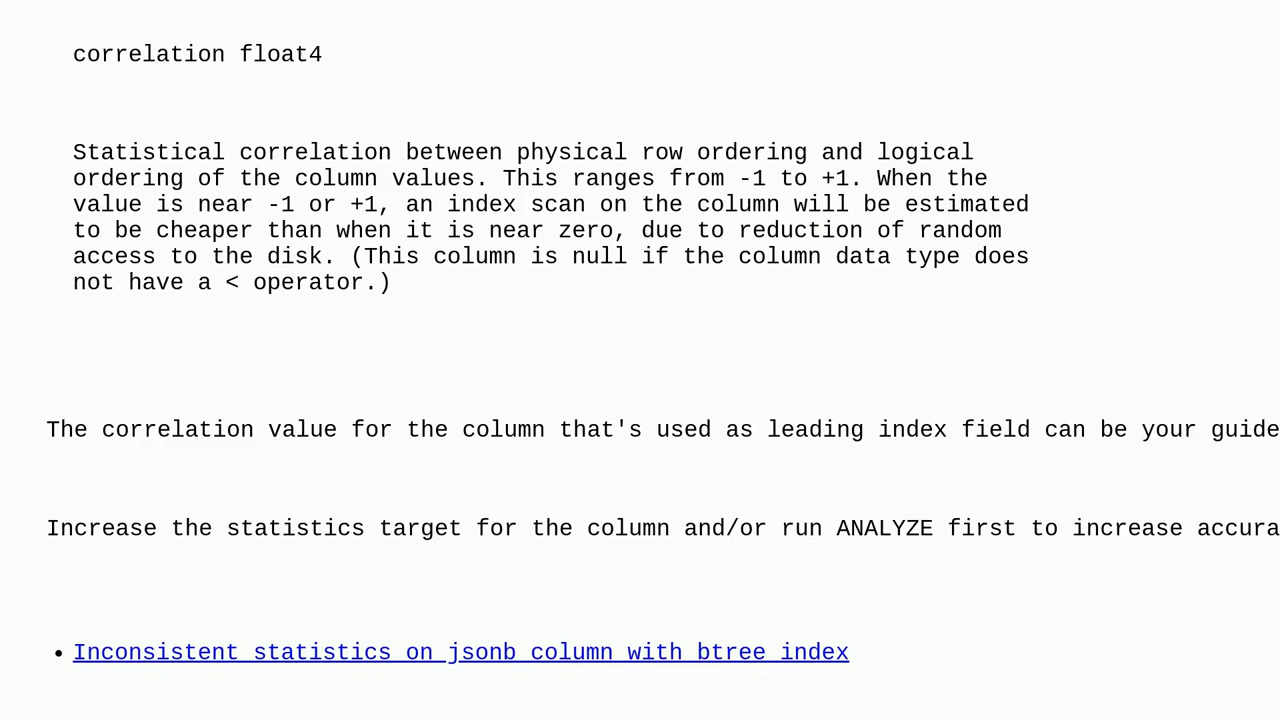 correlation float4
Statistical correlation between physical row ordering and logical
ordering of the column values. This ranges from -1 to +1. When the
value is near -1 or +1, an index scan on the column will be estimated
to be cheaper than when it is near zero, due to reduction of random
access to the disk. (This column is null if the column data type does
not have a < operator.)
The correlation value for the column that's used as leading index field can be your guide
Increase the statistics target for the column and/or run ANALYZE first to increase accura
• Inconsistent statistics on jsonb column with btree index